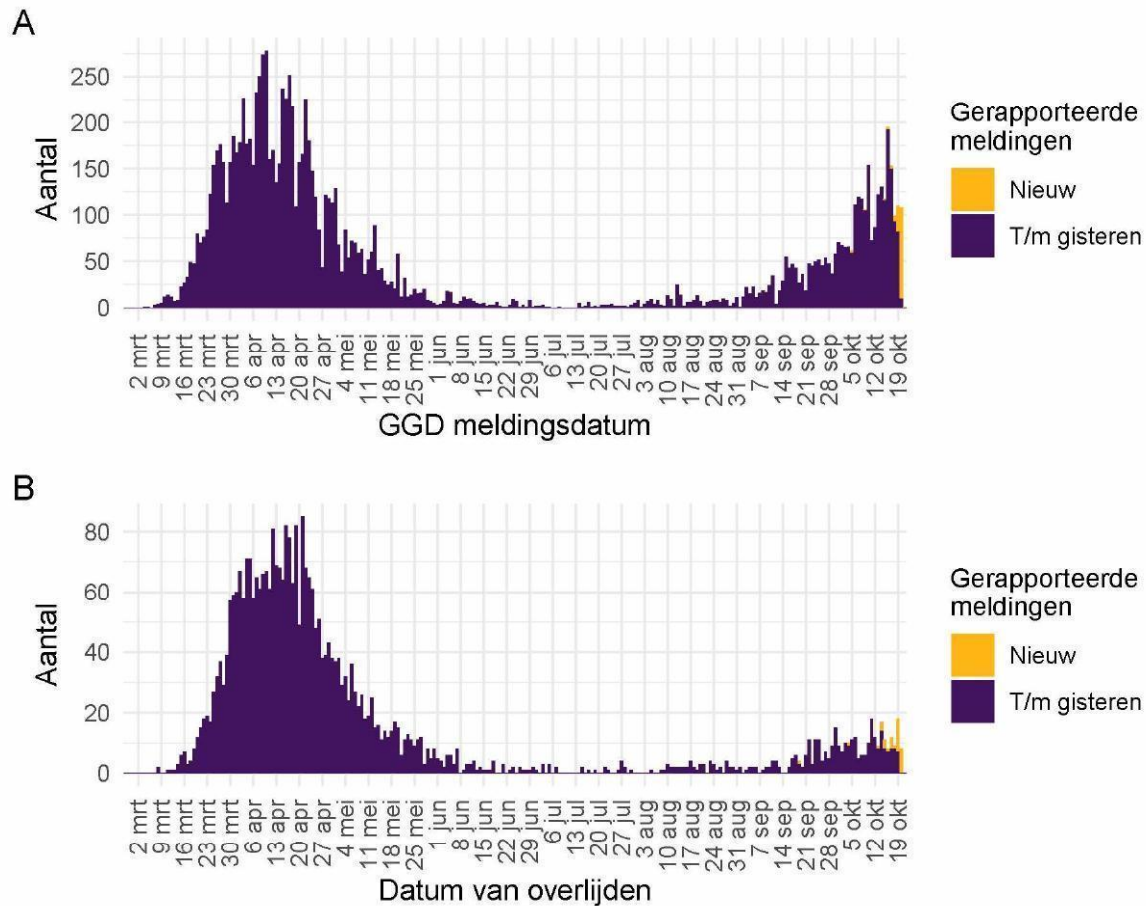 A
Aantal
250
200
150
100
50
0
2 mrt
9 mrt
16 mrt
23 mrt
30 mrt
6 apr
13 apr
20 apr
27 apr
4 mei
11 mei
18 mei
25 mei
1 jun
8 jun
15 jun
22 jun
29 jun
6 jul
13 jul
20 jul
27 jul
3 aug
10 aug
17 aug
24 aug
31 aug
7 sep
14 sep
21 sep
28 sep
5 okt
12 okt
19 okt
GGD meldingsdatum
Gerapporteerde
meldingen
Nieuw
T/m gisteren
B
Aantal
80
60
40
20
0
2 mrt
9 mrt
16 mrt
23 mrt
30 mrt
6 apr
13 apr
20 apr
27 apr
4 mei
11 mei
18 mei
25 mei
1 jun
8 jun
15 jun
22 jun
29 jun
6 jul
13 jul
20 jul
27 jul
3 aug
10 aug
17 aug
24 aug
31 aug
7 sep
14 sep
21 sep
28 sep
5 okt
12 okt
19 okt
Datum van overlijden
Gerapporteerde
meldingen
Nieuw
T/m gisteren